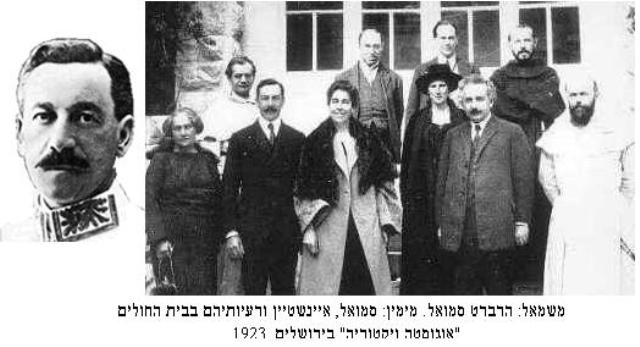 משמאל: הרברט סמואל. מימין: סמואל, איינשטיין ורעיותיהם בבית החולים
"אוגוסטה ויקטוריה" בירושלים 1923